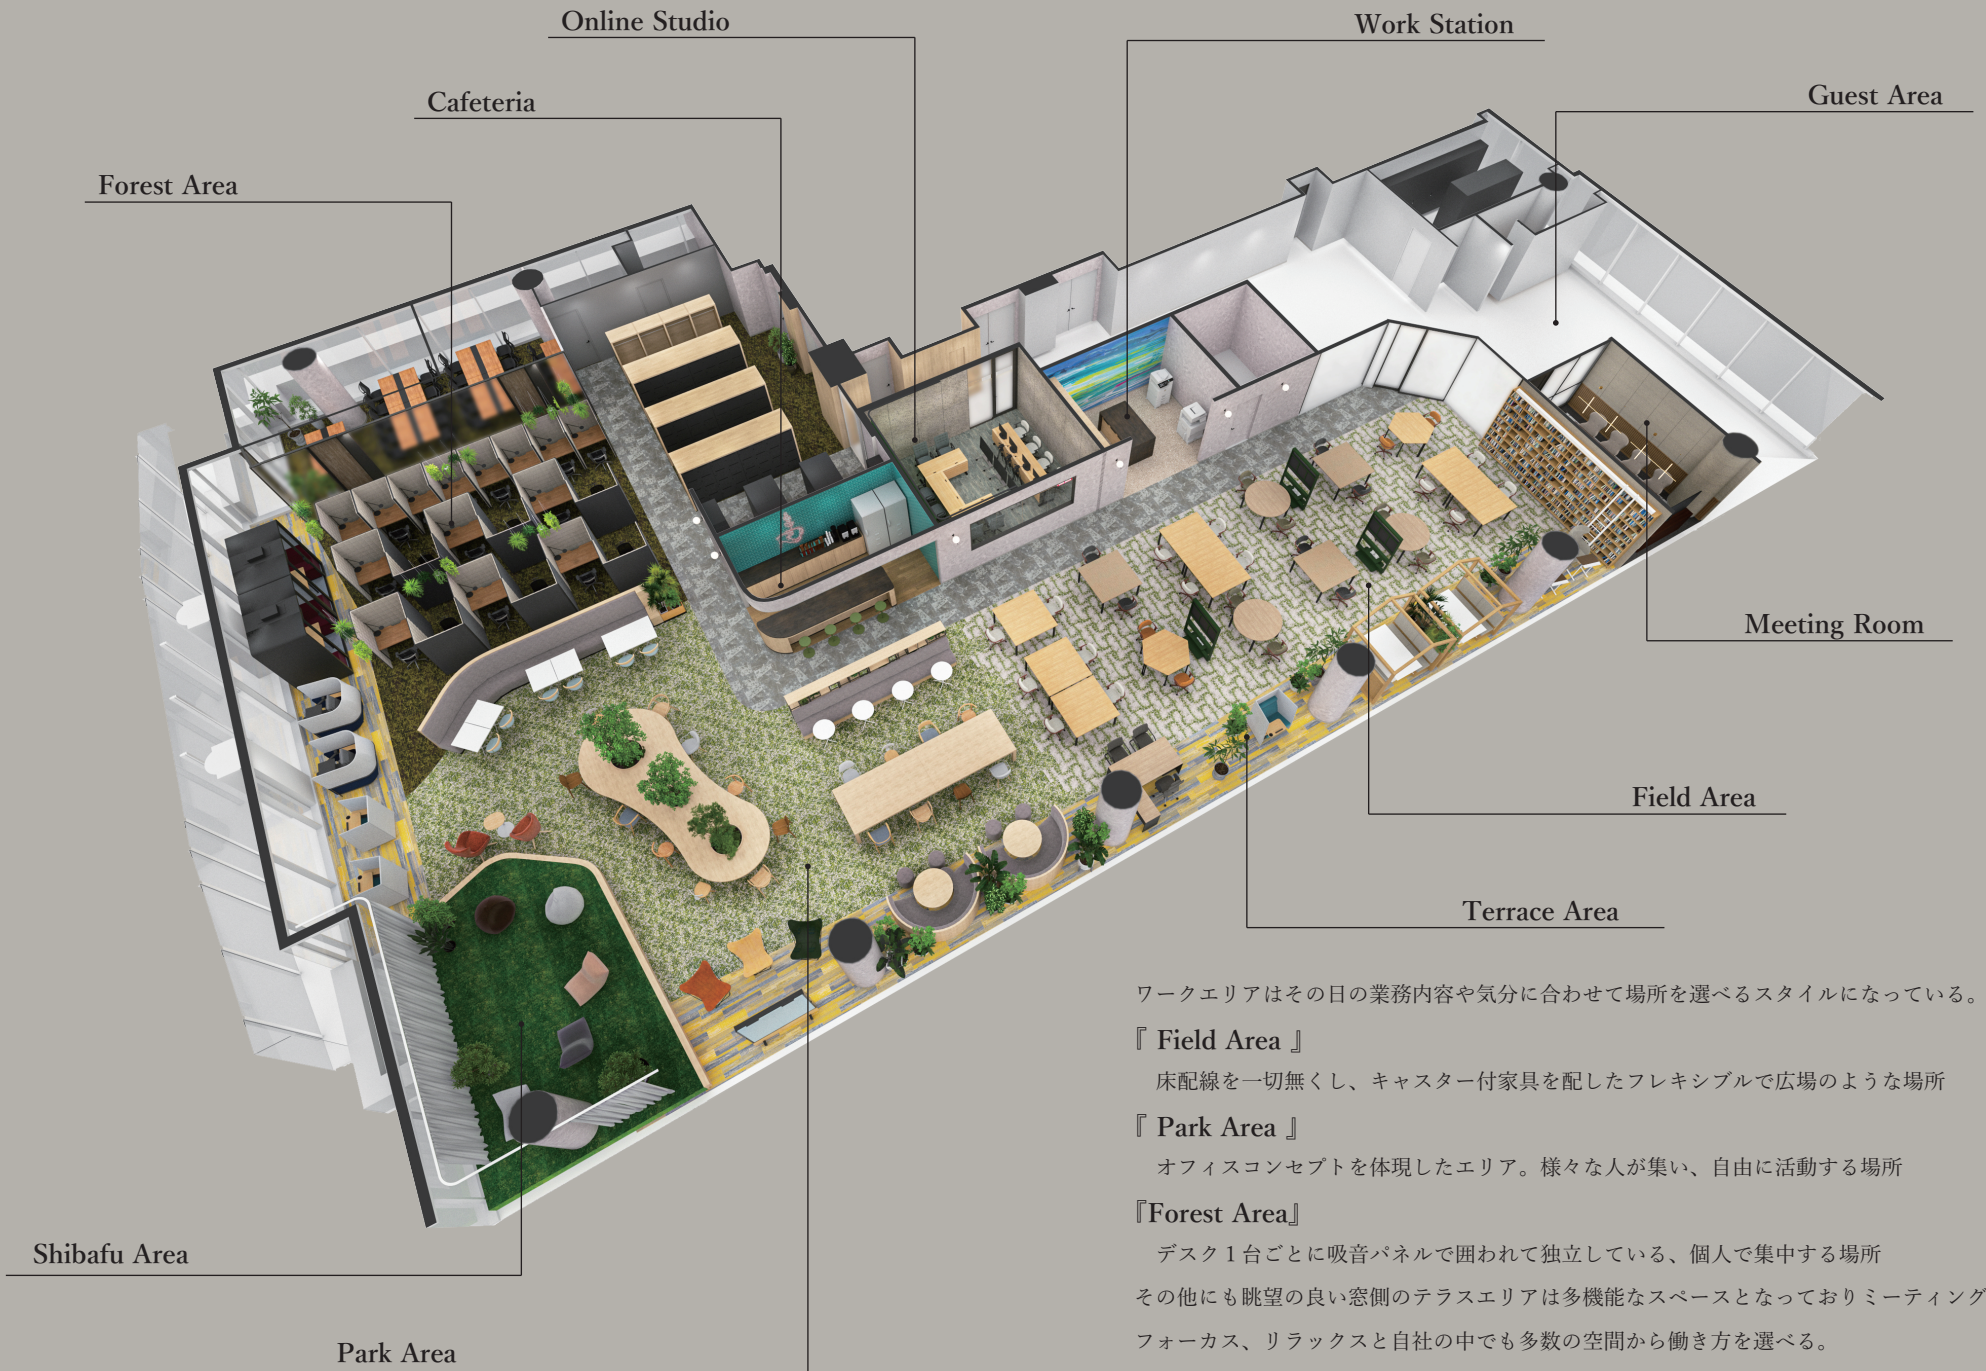 Online Studio
Work Station
Guest Area
Cafeteria
Forest Area
Meeting Room
Field Area
Terrace Area
Shibafu Area
Park Area
ワークエリアはその日の業務内容や気分に合わせて場所を選べるスタイルになっている。
『 Field Area 』
床配線を一切無くし、キャスター付家具を配したフレキシブルで広場のような場所
『 Park Area 』
オフィスコンセプトを体現したエリア。様々な人が集い、自由に活動する場所
『Forest Area』
デスク１台ごとに吸音パネルで囲われて独立している、個人で集中する場所
その他にも眺望の良い窓側のテラスエリアは多機能なスペースとなっておりミーティング
フォーカス、リラックスと自社の中でも多数の空間から働き方を選べる。